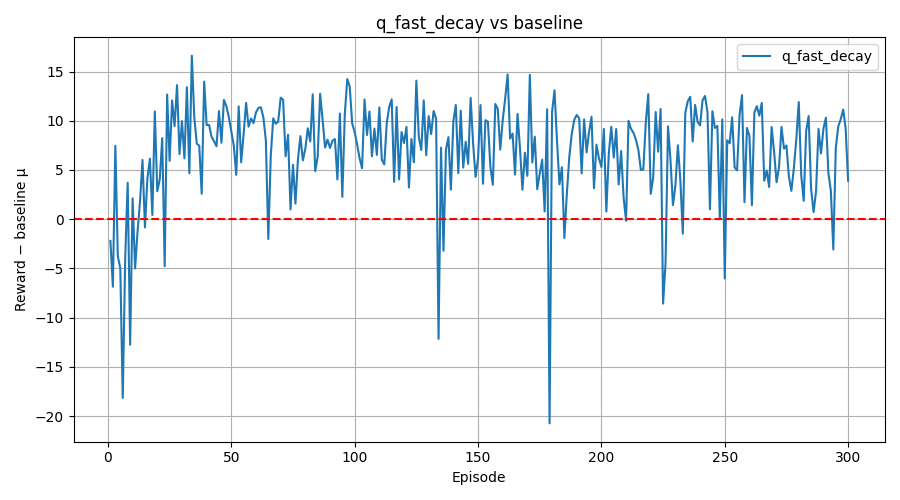 q_fast_decay vs baseline
q_fast_decay
Reward − baseline μ
15
10
5
0
−5
−10
−15
−20
0 50 100 150 200 250 300
Episode